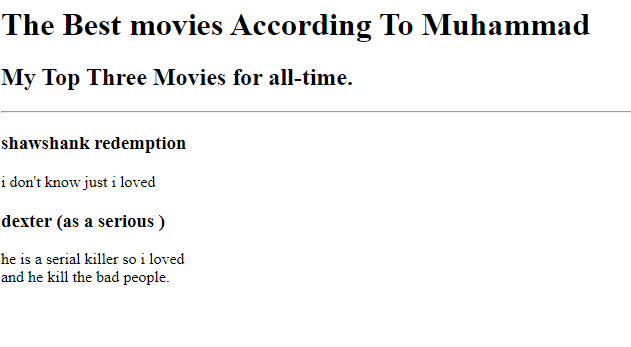 The Best movies According To Muhammad
My Top Three Movies for all-time.
shawshank redemption
i don't know just i loved
dexter (as a serious )
he is a serial killer so i loved
and he kill the bad people.